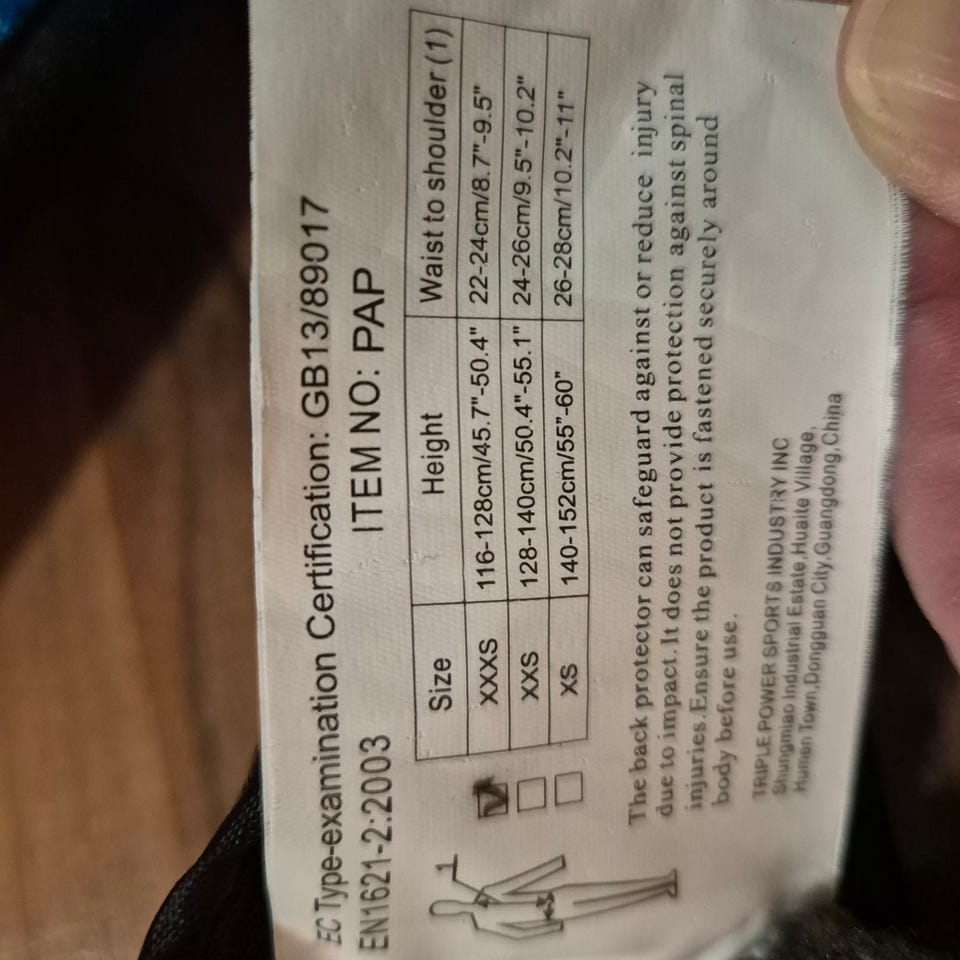 EC Type-examination Certification: GB13/89017
EN1621-2:2003 ITEM NO: PAP
Size Height Waist to shoulder (1)
XXXS 116-128cm/45.7"-50.4" 22-24cm/8.7"-9.5"
XXS 128-140cm/50.4"-55.1" 24-26cm/9.5"-10.2"
XS 140-152cm/55"-60" 26-28cm/10.2"-11"
1
The back protector can safeguard against or reduce injury
due to impact.It does not provide protection against spinal
injuries.Ensure the product is fastened securely around
body before use.
TRIPLE POWER SPORTS INDUSTRY INC
Shungmiao Industrial Estate,Huaite Village,
Humen Town,Dongguan City,Guangdong,China